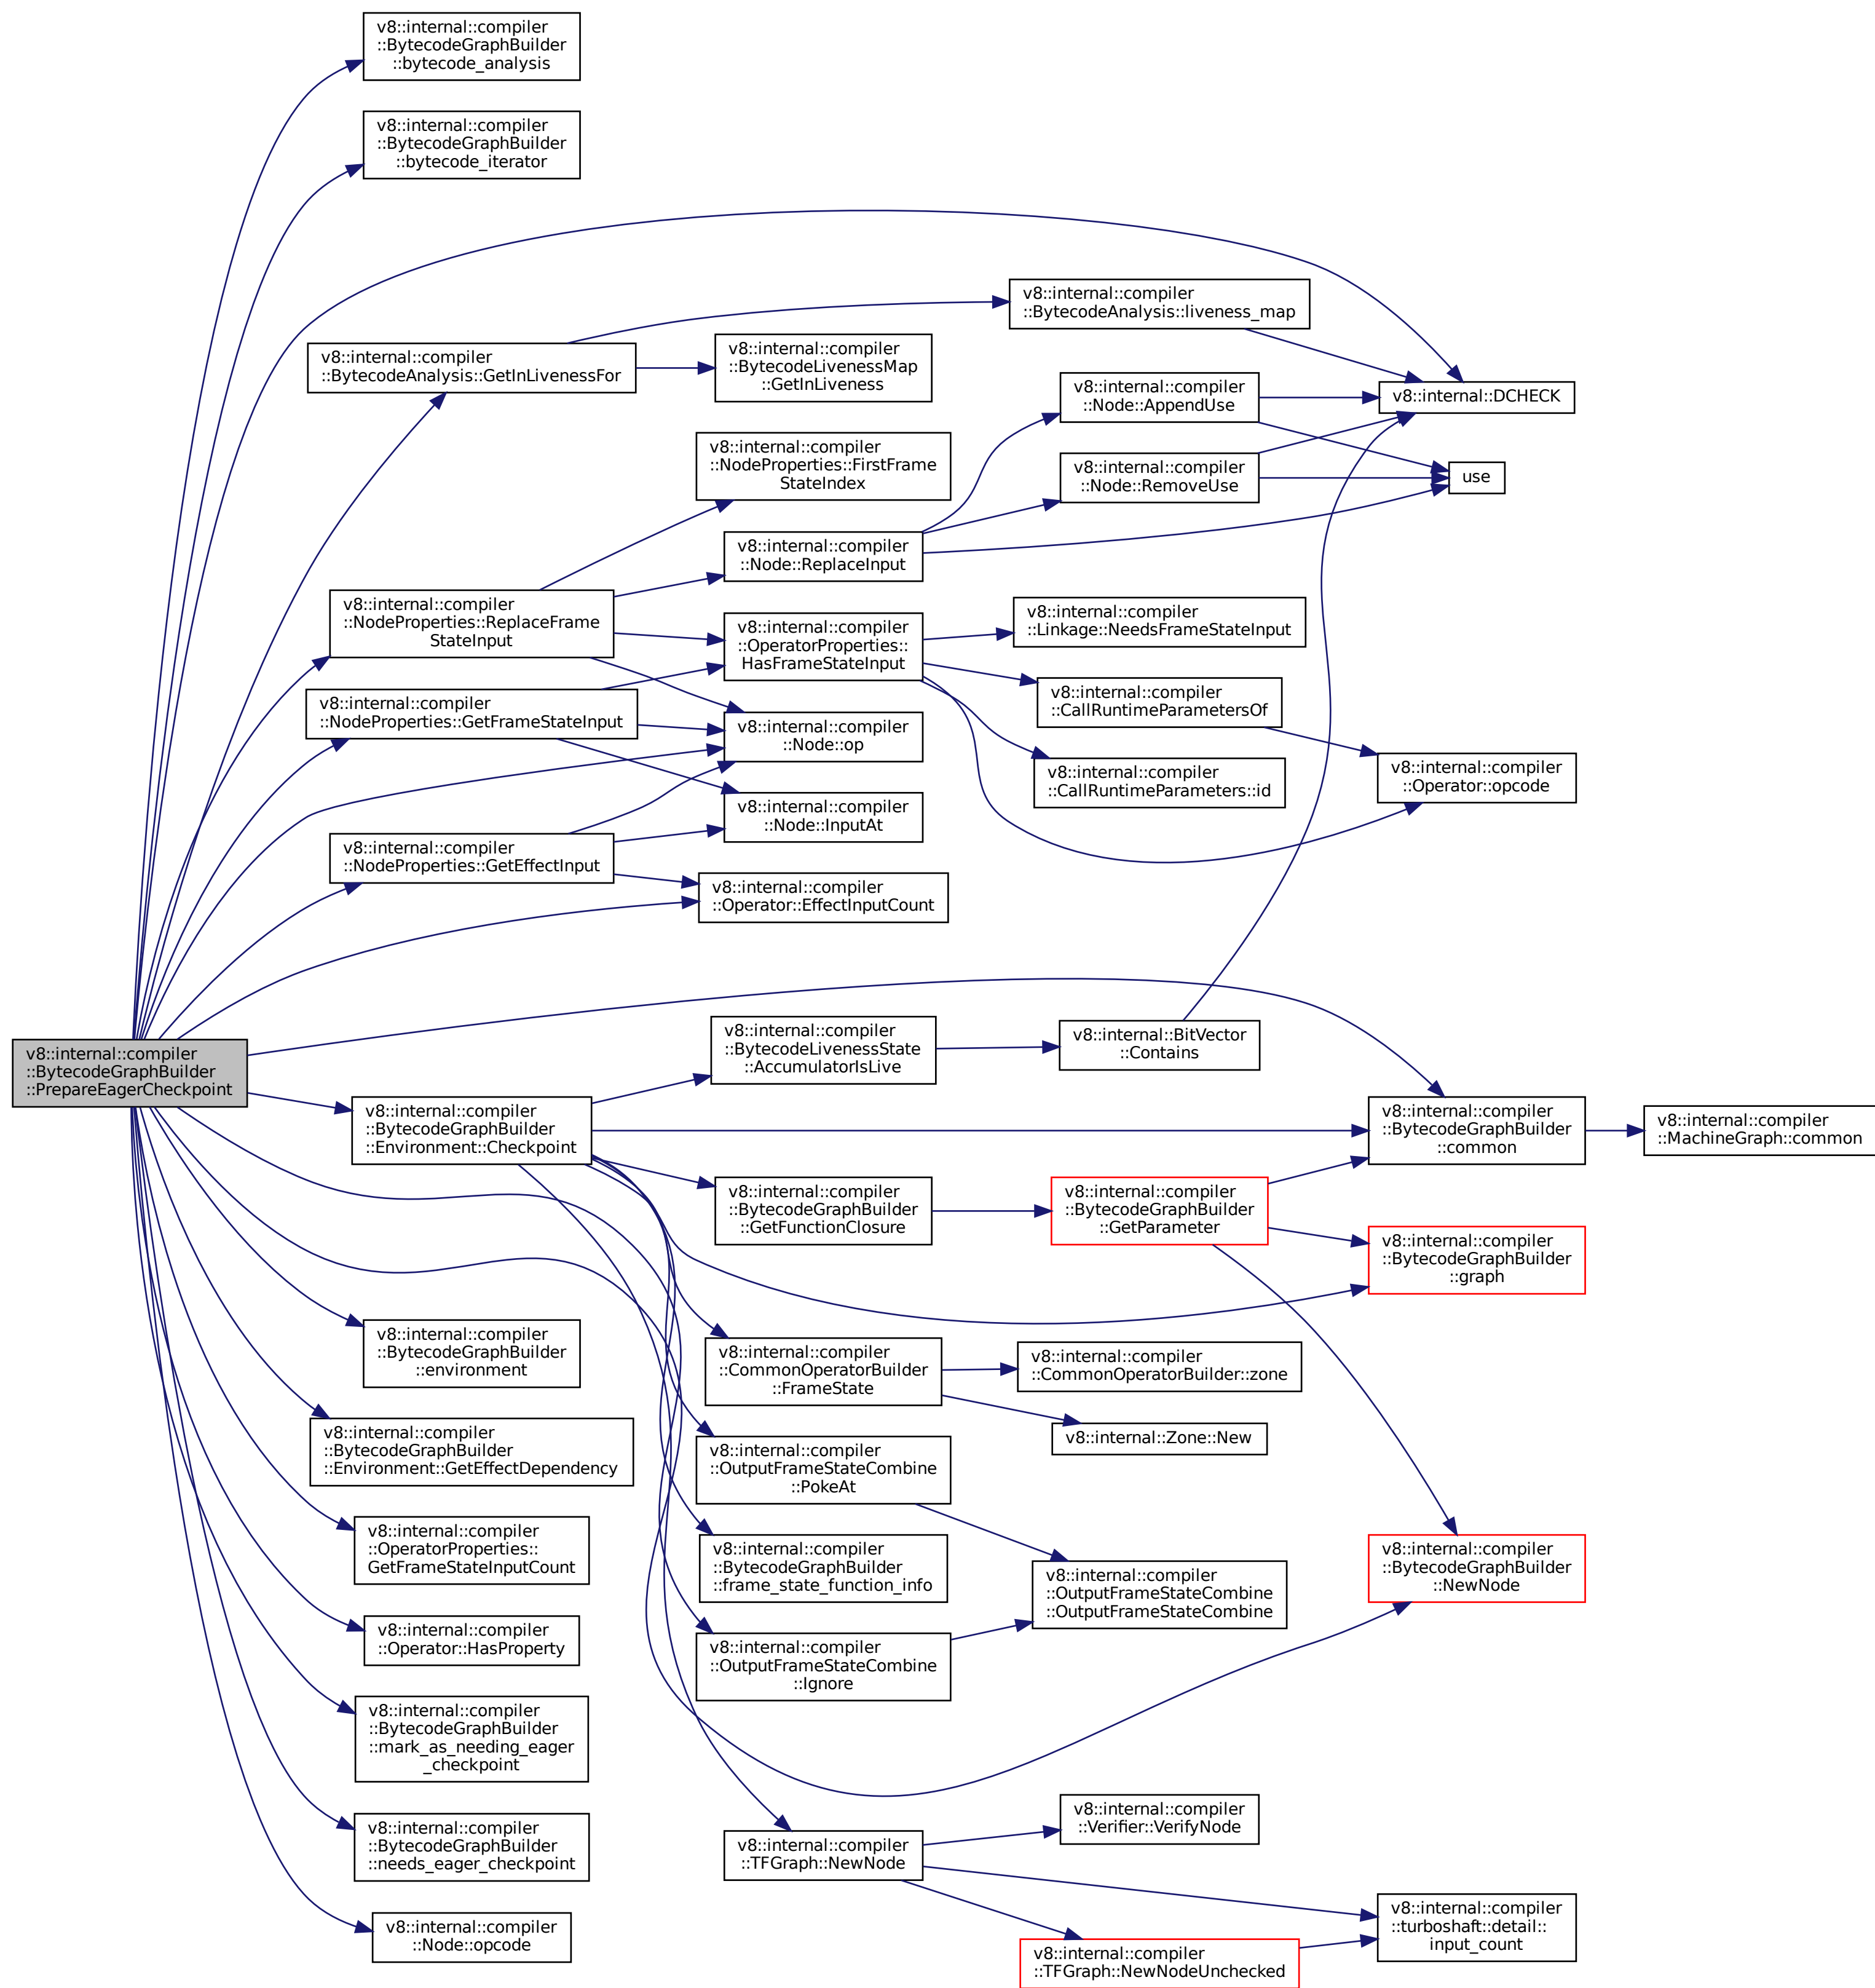 v8::internal::compiler
::BytecodeGraphBuilder
::bytecode_analysis
v8::internal::compiler
::BytecodeGraphBuilder
::bytecode_iterator
v8::internal::compiler
::BytecodeAnalysis::liveness_map
v8::internal::compiler
::BytecodeAnalysis::GetInLivenessFor
v8::internal::compiler
::BytecodeLivenessMap
::GetInLiveness
v8::internal::compiler
::Node::AppendUse
v8::internal::DCHECK
v8::internal::compiler
::NodeProperties::FirstFrame
StateIndex
v8::internal::compiler
::Node::RemoveUse
use
v8::internal::compiler
::Node::ReplaceInput
v8::internal::compiler
::NodeProperties::ReplaceFrame
StateInput
v8::internal::compiler
::OperatorProperties::
HasFrameStateInput
v8::internal::compiler
::Linkage::NeedsFrameStateInput
v8::internal::compiler
::NodeProperties::GetFrameStateInput
v8::internal::compiler
::CallRuntimeParametersOf
v8::internal::compiler
::Node::op
v8::internal::compiler
::CallRuntimeParameters::id
v8::internal::compiler
::Operator::opcode
v8::internal::compiler
::Node::InputAt
v8::internal::compiler
::NodeProperties::GetEffectInput
v8::internal::compiler
::Operator::EffectInputCount
v8::internal::compiler
::BytecodeGraphBuilder
::PrepareEagerCheckpoint
v8::internal::compiler
::BytecodeLivenessState
::AccumulatorIsLive
v8::internal::BitVector
::Contains
v8::internal::compiler
::BytecodeGraphBuilder
::Environment::Checkpoint
v8::internal::compiler
::BytecodeGraphBuilder
::common
v8::internal::compiler
::MachineGraph::common
v8::internal::compiler
::BytecodeGraphBuilder
::GetFunctionClosure
v8::internal::compiler
::BytecodeGraphBuilder
::GetParameter
v8::internal::compiler
::BytecodeGraphBuilder
::graph
v8::internal::compiler
::BytecodeGraphBuilder
::environment
v8::internal::compiler
::CommonOperatorBuilder
::FrameState
v8::internal::compiler
::CommonOperatorBuilder::zone
v8::internal::Zone::New
v8::internal::compiler
::BytecodeGraphBuilder
::Environment::GetEffectDependency
v8::internal::compiler
::OutputFrameStateCombine
::PokeAt
v8::internal::compiler
::OperatorProperties::
GetFrameStateInputCount
v8::internal::compiler
::BytecodeGraphBuilder
::frame_state_function_info
v8::internal::compiler
::OutputFrameStateCombine
::OutputFrameStateCombine
v8::internal::compiler
::BytecodeGraphBuilder
::NewNode
v8::internal::compiler
::Operator::HasProperty
v8::internal::compiler
::OutputFrameStateCombine
::Ignore
v8::internal::compiler
::BytecodeGraphBuilder
::mark_as_needing_eager
_checkpoint
v8::internal::compiler
::BytecodeGraphBuilder
::needs_eager_checkpoint
v8::internal::compiler
::TFGraph::NewNode
v8::internal::compiler
::Verifier::VerifyNode
v8::internal::compiler
::Node::opcode
v8::internal::compiler
::TFGraph::NewNodeUnchecked
v8::internal::compiler
::turboshaft::detail::
input_count